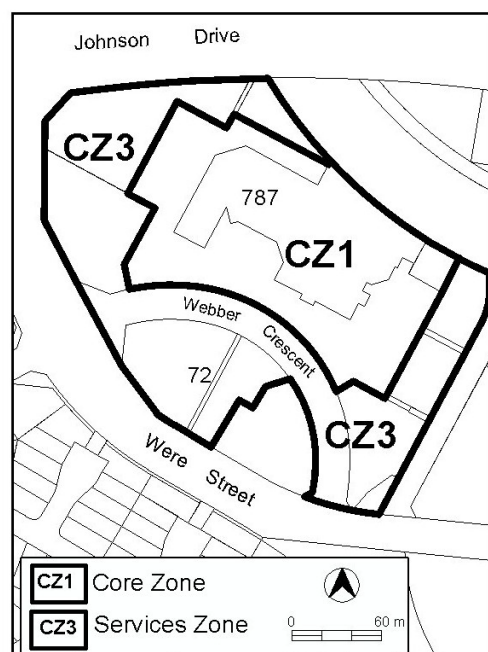 Johnson Drive
CZ3
787
CZ1
Webber Crescent
72
CZ3
Were Street
CZ1 Core Zone
CZ3 Services Zone
0 60 m